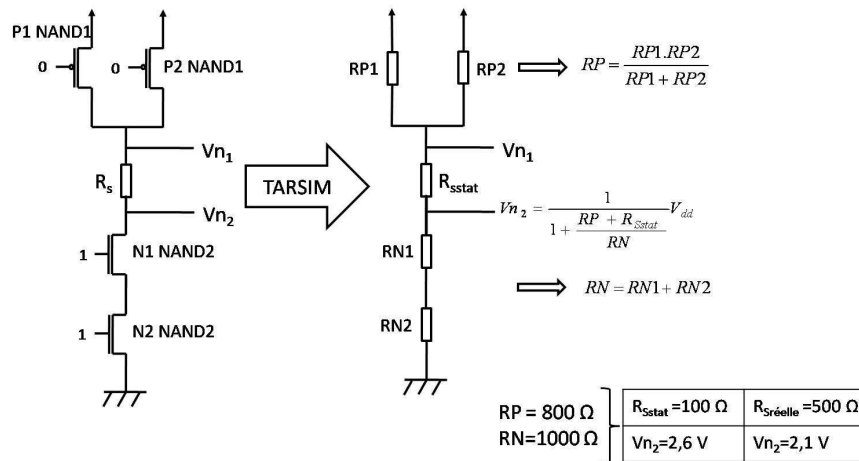 P1 NAND1
0
0
P2 NAND1
Vn1
Rs
Vn2
1
N1 NAND2
1
N2 NAND2
TARSIM
RP1
RP2
RP = RP1.RP2 / RP1 + RP2
Vn1
Rsstat
Vn2 = 1 / 1 + RP + RSstat / RN Vdd
RN1
RN = RN1 + RN2
RN2
RP = 800 Ω
RN=1000 Ω
RSstat =100 Ω
RSréelle =500 Ω
Vn2=2,6 V
Vn2=2,1 V